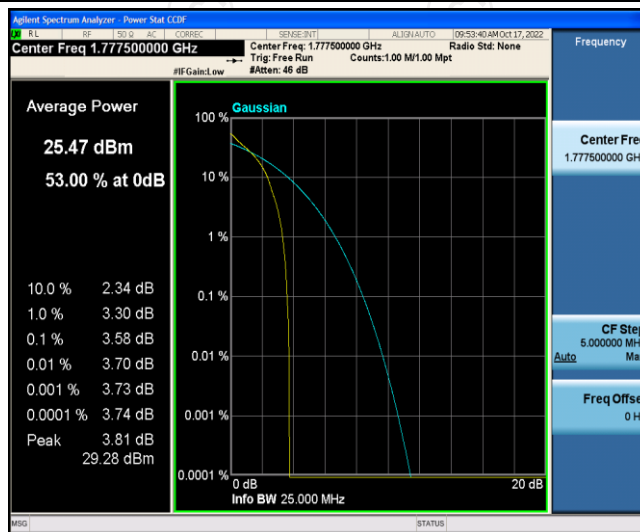 Agilent Spectrum Analyzer - Power Stat CCDF
RL RF 50 Ω AC CORREC SENSE:INT ALIGNAUTO 09:53:40 AM Oct 17, 2022
Center Freq 1.777500000 GHz
Center Freq: 1.777500000 GHz Radio Std: None
Trig: Free Run Counts:1.00 M/1.00 Mpt
#IFGain:Low #Atten: 46 dB
Frequency
Average Power
25.47 dBm
53.00 % at 0dB
10.0 % 2.34 dB
1.0 % 3.30 dB
0.1 % 3.58 dB
0.01 % 3.70 dB
0.001 % 3.73 dB
0.0001 % 3.74 dB
Peak 3.81 dB
29.28 dBm
Gaussian
100 %
10 %
1 %
0.1 %
0.01 %
0.001 %
0.0001 %
0 dB 20 dB
Info BW 25.000 MHz
Center Fre
1.777500000 GH
CF Ste
5.000000 MH
Auto Ma
Freq Offse
0 H
MSG STATUS